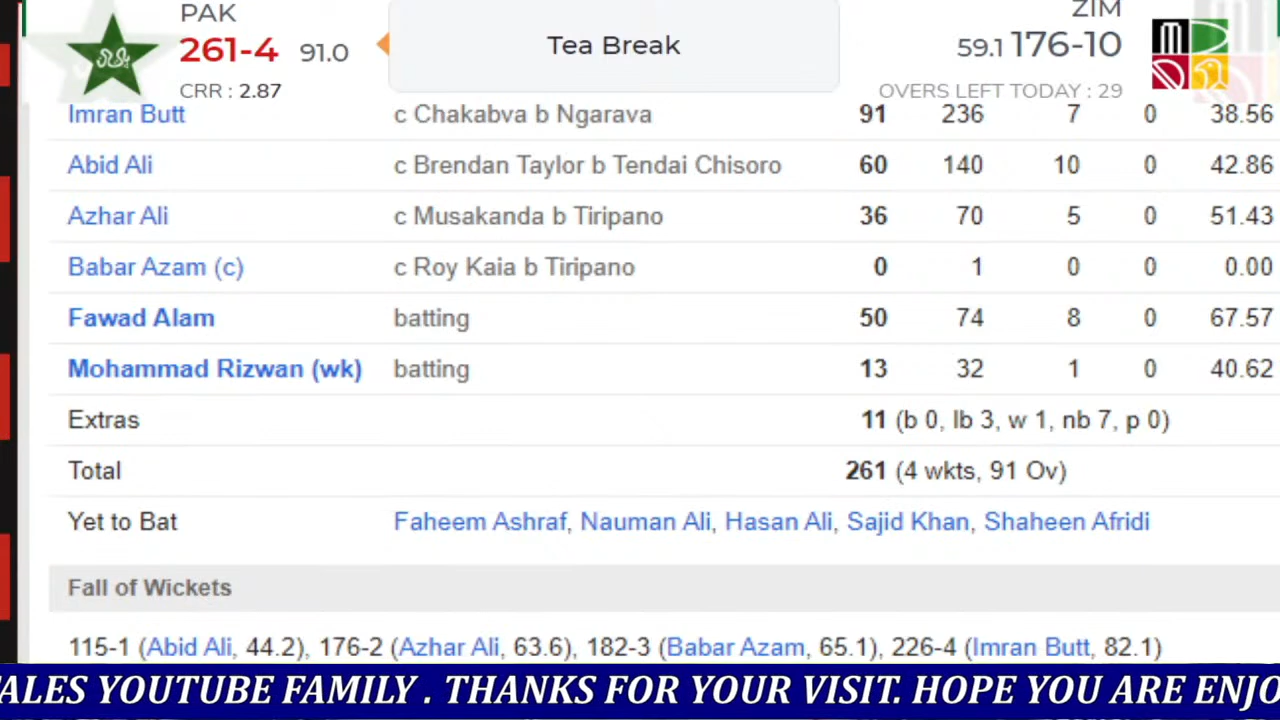 PAK
261-4 91.0
CRR : 2.87
Tea Break
ZIM
59.1 176-10
OVERS LEFT TODAY : 29
Imran Butt c Chakabva b Ngarava 91 236 7 0 38.56
Abid Ali c Brendan Taylor b Tendai Chisoro 60 140 10 0 42.86
Azhar Ali c Musakanda b Tiripano 36 70 5 0 51.43
Babar Azam (c) c Roy Kaia b Tiripano 0 1 0 0 0.00
Fawad Alam batting 50 74 8 0 67.57
Mohammad Rizwan (wk) batting 13 32 1 0 40.62
Extras 11 (b 0, lb 3, w 1, nb 7, p 0)
Total 261 (4 wkts, 91 Ov)
Yet to Bat Faheem Ashraf, Nauman Ali, Hasan Ali, Sajid Khan, Shaheen Afridi
Fall of Wickets
115-1 (Abid Ali, 44.2), 176-2 (Azhar Ali, 63.6), 182-3 (Babar Azam, 65.1), 226-4 (Imran Butt, 82.1)
TALES YOUTUBE FAMILY . THANKS FOR YOUR VISIT. HOPE YOU ARE ENJO